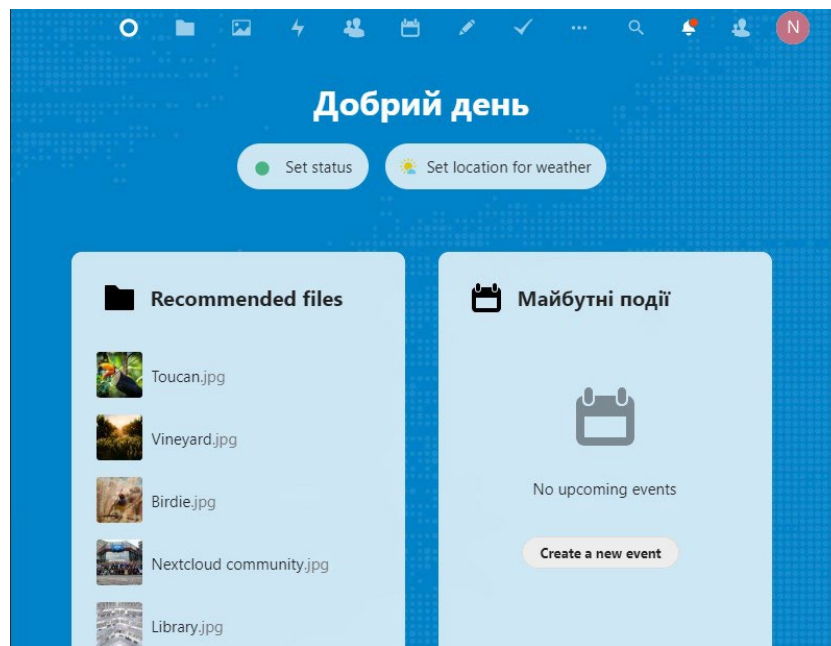 N
Добрий день
Set status
Set location for weather
Recommended files
Toucan.jpg
Vineyard.jpg
Birdie.jpg
Nextcloud community.jpg
Library.jpg
Майбутні події
No upcoming events
Create a new event